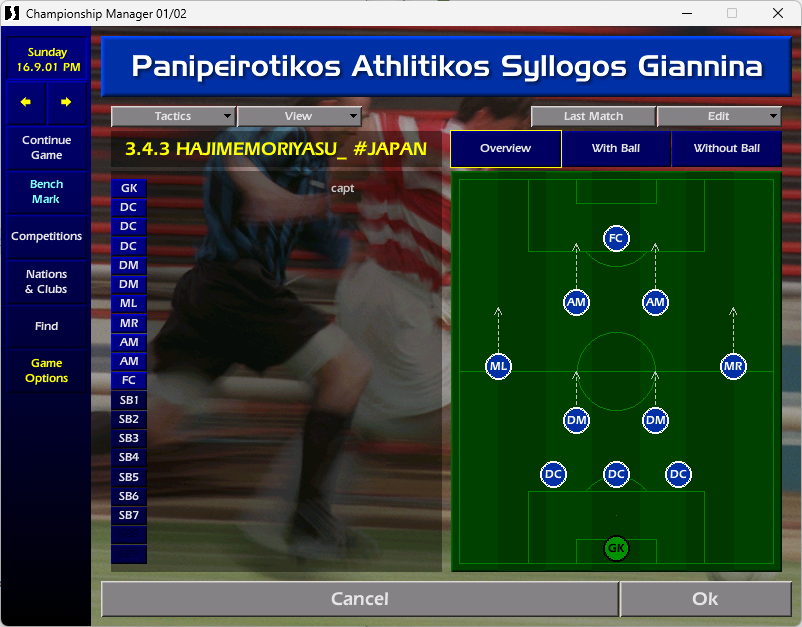 Championship Manager 01/02
Sunday
16.9.01 PM
Continue
Game
Bench
Mark
Competitions
Nations
& Clubs
Find
Game
Options
Panipeirotikos Athlitikos Syllogos Giannina
Tactics View Last Match Edit
3.4.3 HAJIMEMORIYASU_ #JAPAN
Overview With Ball Without Ball
GK capt
DC
DC
DC
DM
DM
ML
MR
AM
AM
FC
SB1
SB2
SB3
SB4
SB5
SB6
SB7
FC
AM AM
ML MR
DM DM
DC DC DC
GK
Cancel Ok